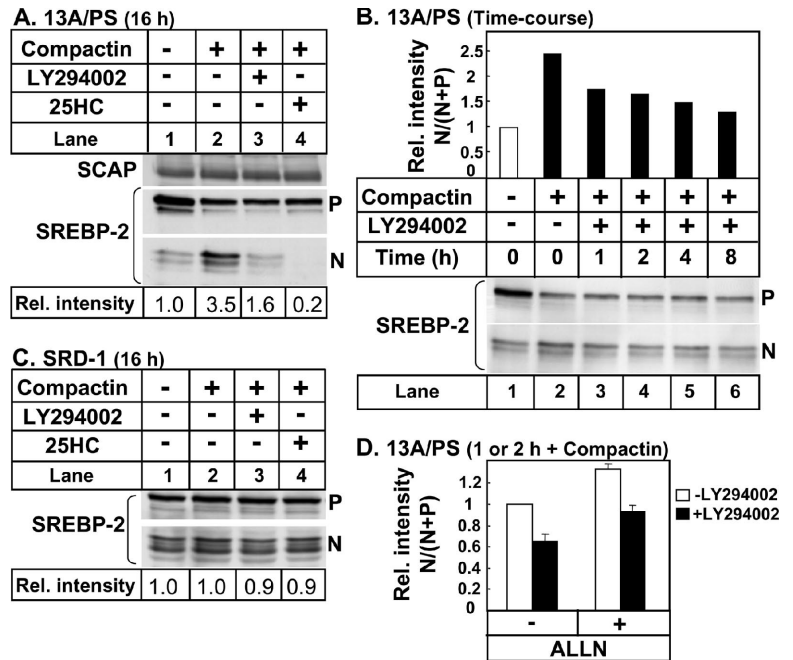 A. 13A/PS (16 h)
Compactin - + + +
LY294002 - - + -
25HC - - - +
Lane 1 2 3 4
SCAP
P
SREBP-2
N
Rel. intensity 1.0 3.5 1.6 0.2
B. 13A/PS (Time-course)
Rel. intensity
N/(N+P)
2.5
2
1.5
1
0.5
0
Compactin - + + + + +
LY294002 - - + + + +
Time (h) 0 0 1 2 4 8
P
SREBP-2
N
Lane 1 2 3 4 5 6
C. SRD-1 (16 h)
Compactin - + + +
LY294002 - - + -
25HC - - - +
Lane 1 2 3 4
P
SREBP-2
N
Rel. intensity 1.0 1.0 0.9 0.9
D. 13A/PS (1 or 2 h + Compactin)
Rel. intensity
N/(N+P)
1.2
1
0.8
0.6
0.4
0.2
0
-LY294002
+LY294002
- +
ALLN